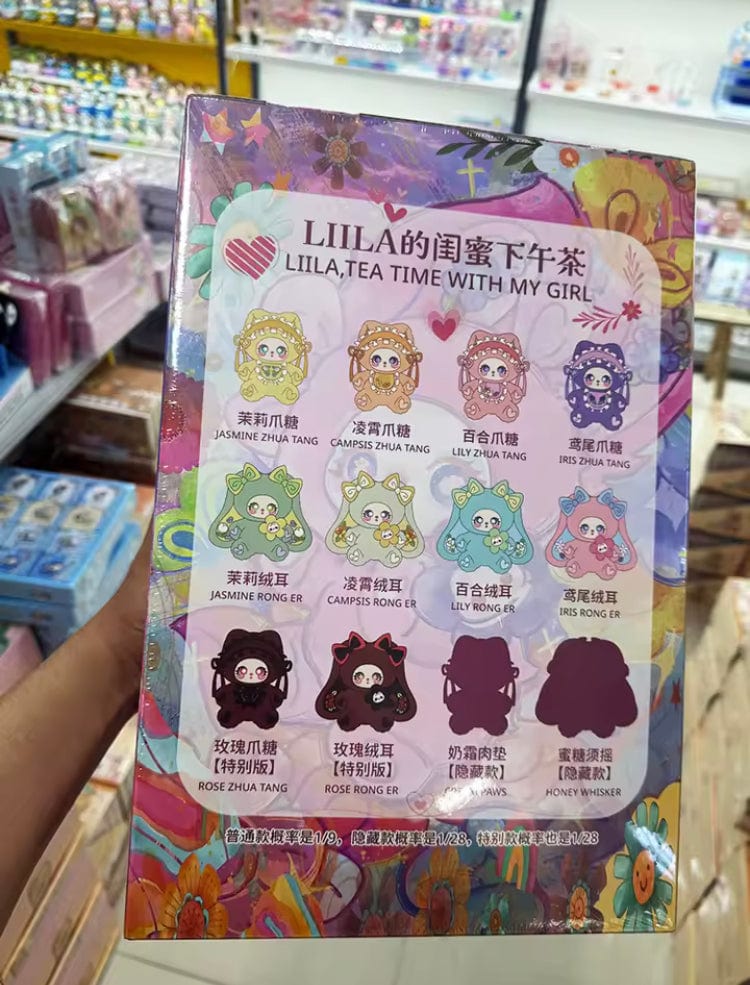 LIILA的闺蜜下午茶
LIILA,TEA TIME WITH MY GIRL
茉莉爪糖
JASMINE ZHUA TANG
凌霄爪糖
CAMPSIS ZHUA TANG
百合爪糖
LILY ZHUA TANG
鸢尾爪糖
IRIS ZHUA TANG
茉莉绒耳
JASMINE RONG ER
凌霄绒耳
CAMPSIS RONG ER
百合绒耳
LILY RONG ER
鸢尾绒耳
IRIS RONG ER
玫瑰爪糖
【特别版】
ROSE ZHUA TANG
玫瑰绒耳
【特别版】
ROSE RONG ER
奶霜肉垫
【隐藏款】
PAWS
蜜糖须摇
【隐藏款】
HONEY WHISKER
普通款概率是1/9，隐藏款概率是1/28，特别款概率也是1/28